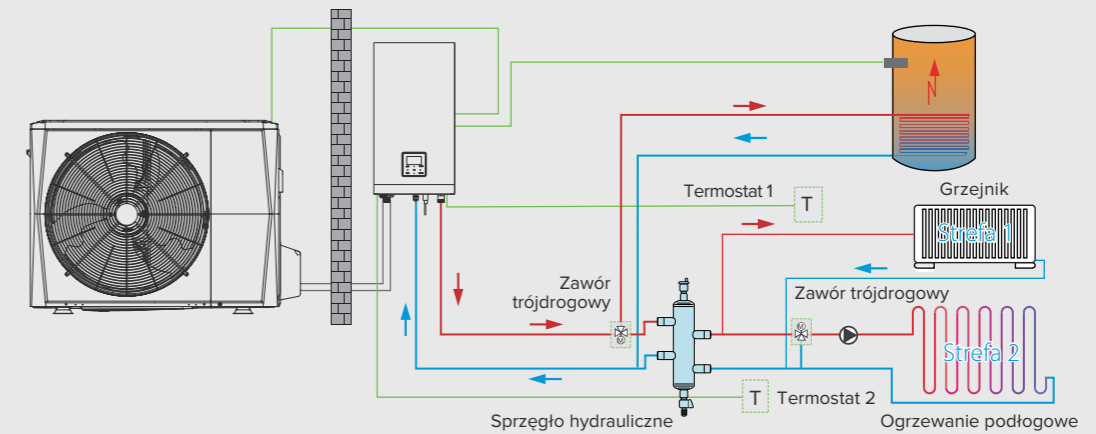 Termostat 1
T
Grzejnik
Strefa 1
Zawór
trójdrogowy
M
Zawór trójdrogowy
M
Strefa 2
T
Termostat 2
Sprzęgło hydrauliczne
Ogrzewanie podłogowe